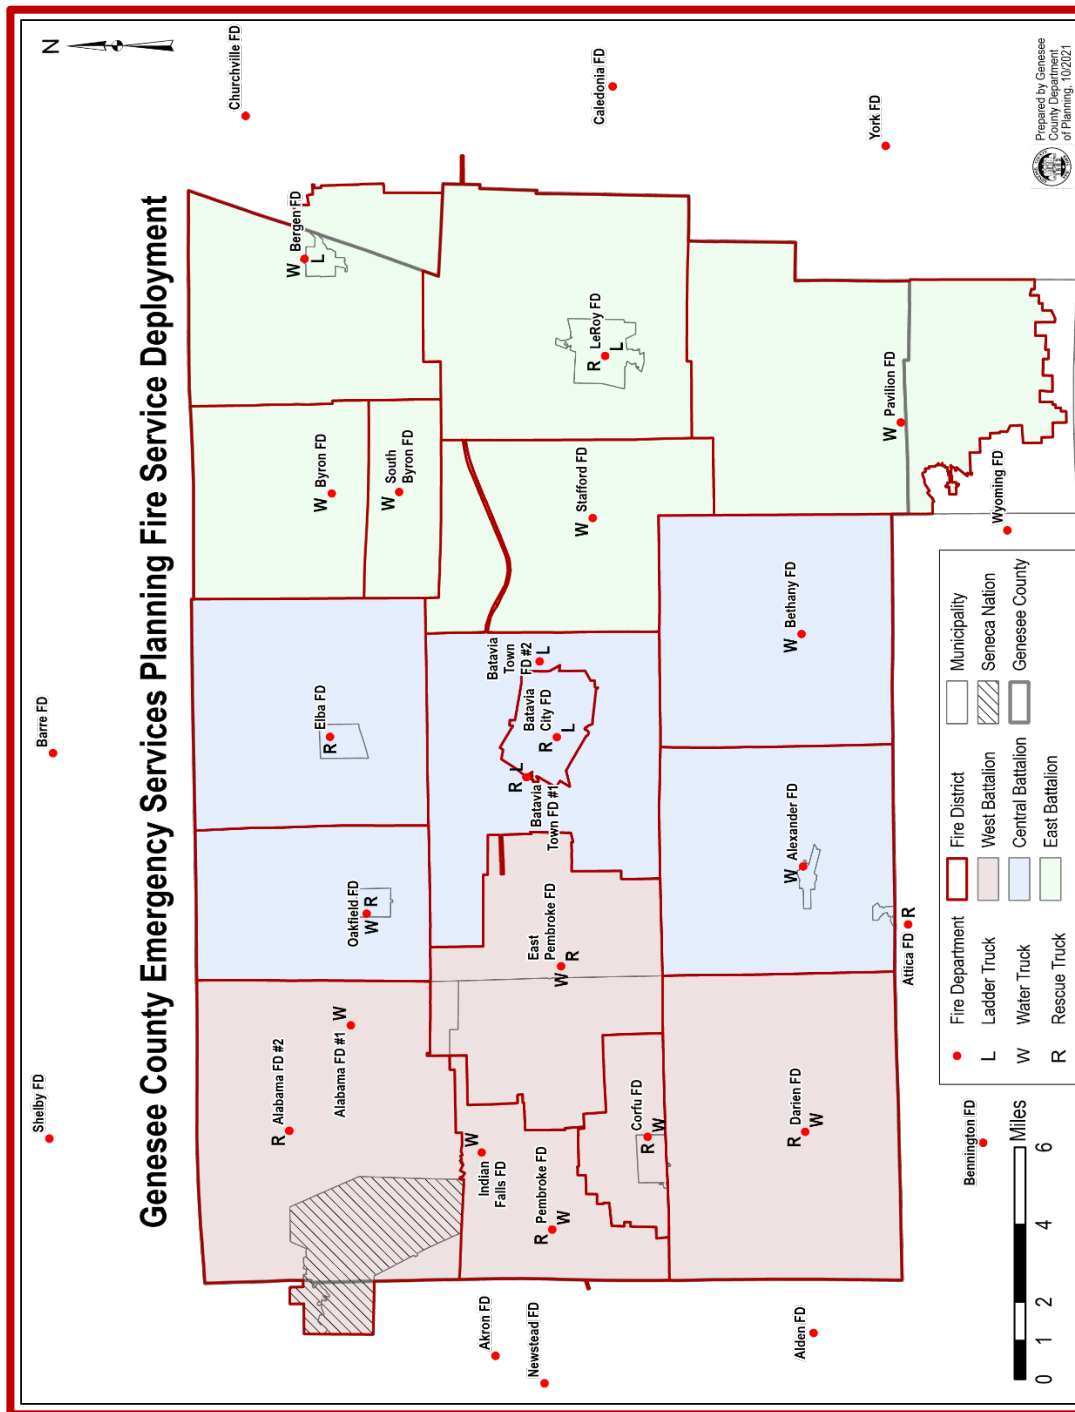 Genesee County Emergency Services Planning Fire Service Deployment
N
Shelby FD
Barre FD
Churchville FD
Alabama FD #2
R
Alabama FD #1
W
Oakfield FD
W
R
Elba FD
R
Byron FD
W
South
Byron FD
W
Bergen FD
W
L
Akron FD
Newstead FD
Indian
Falls FD
W
Pembroke FD
R
W
Corfu FD
R
W
East
Pembroke FD
W
R
Batavia
Town FD #1
R
L
Batavia
City FD
R
L
Batavia
Town
FD #2
L
Stafford FD
W
LeRoy FD
R
L
Caledonia FD
Alden FD
Darien FD
R
W
Alexander FD
W
Bethany FD
W
Pavilion FD
W
York FD
Attica FD
R
Bennington FD
Wyoming FD
0
1
2
4
6
Miles
Fire Department
L
Ladder Truck
W
Water Truck
R
Rescue Truck
Fire District
West Battalion
Central Battalion
East Battalion
Municipality
Seneca Nation
Genesee County
Prepared by Genesee
County Department
of Planning, 10/2021